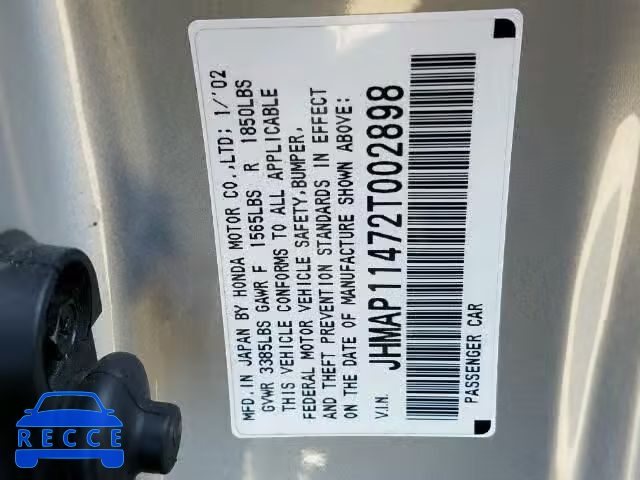 MFD. IN JAPAN BY HONDA MOTOR CO.,LTD; 1/'02
GVWR 3385LBS GAWR F 1565LBS R 1850LBS
THIS VEHICLE CONFORMS TO ALL APPLICABLE
FEDERAL MOTOR VEHICLE SAFETY,BUMPER,
AND THEFT PREVENTION STANDARDS IN EFFECT
ON THE DATE OF MANUFACTURE SHOWN ABOVE:
V.I.N. JHMAP11472T002898
PASSENGER CAR
RECCE